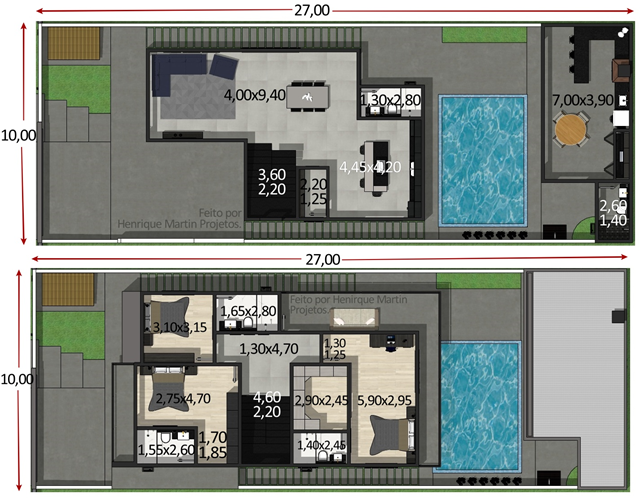 27,00
10,00
4,00x9,40
1,30x2,80
7,00x3,90
4,45x4,20
3,60
2,20
2,20
1,25
2,60
1,40
Feito por
Henrique Martin Projetos.
27,00
10,00
3,10x3,15
1,65x2,80
Feito por Henrique Martin
Projetos.
1,30x4,70
1,30
1,25
2,75x4,70
4,60
2,20
2,90x2,45
5,90x2,95
1,55x2,60
1,70
1,85
1,40x2,45